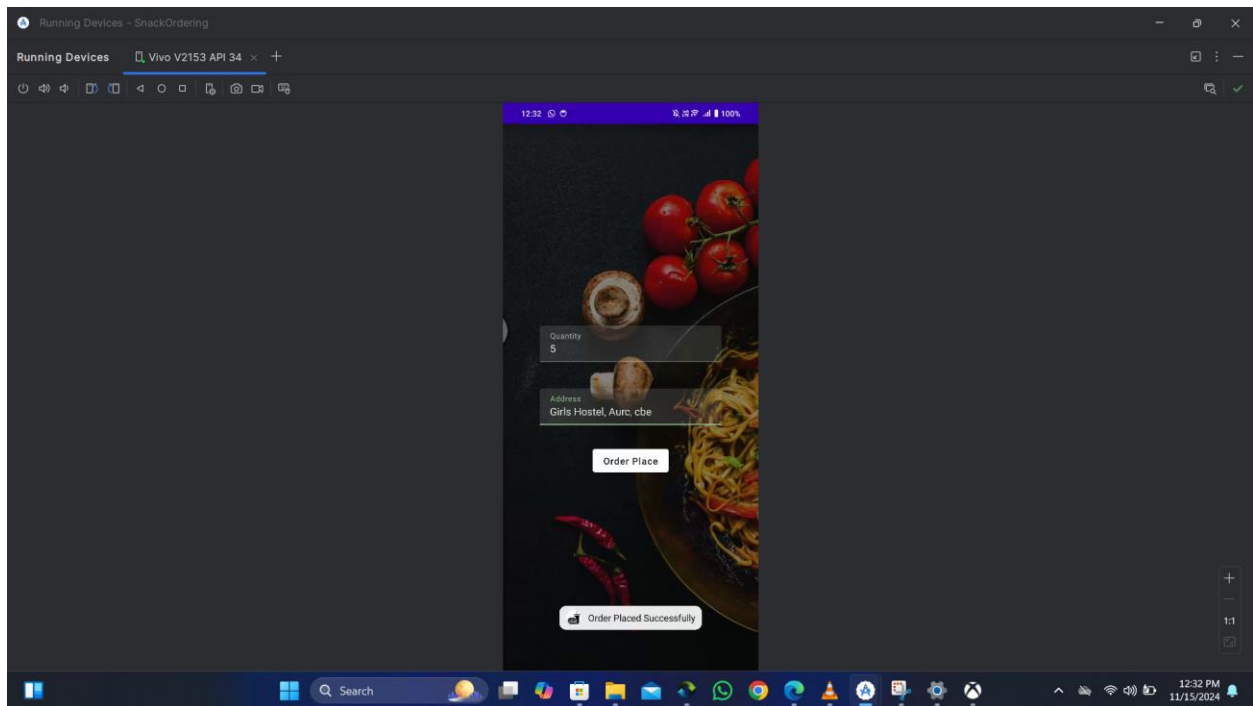 Running Devices - SnackOrdering
Running Devices Vivo V2153 API 34
12:32 100%
Quantity
5
Address
Girls Hostel, Aurc, cbe
Order Place
Order Placed Successfully
1:1
Search
12:32 PM
11/15/2024